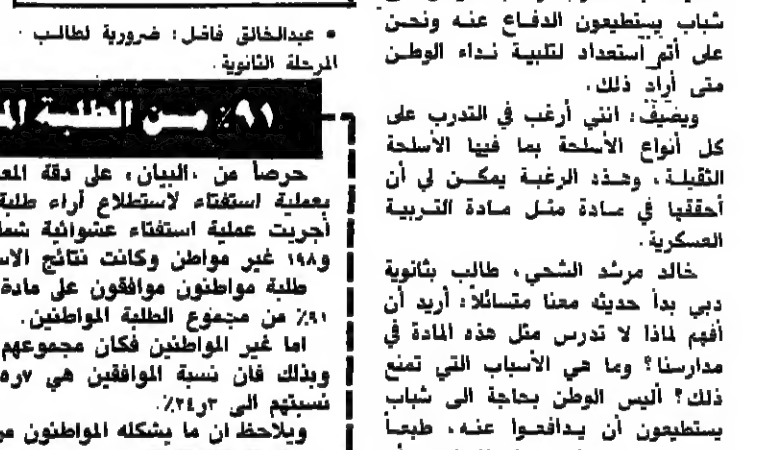 شباب يستطيعون الدفاع عنه ونحن
على أتم استعداد لتلبية نداء الوطن
متى أراد ذلك.
ويضيف: انني أرغب في التدرب على
كل أنواع الأسلحة بما فيها الأسلحة
الثقيلة، وهذه الرغبة يمكن لي أن
أحققها في مادة مثل مادة التربية
العسكرية.
خالد مرشد الشحي، طالب بثانوية
دبي بدأ حديثه معنا متسائلاً: أريد أن
أفهم لماذا لا تدرس مثل هذه المادة في
مدارسنا؟ وما هي الأسباب التي تمنع
ذلك؟ أليس الوطن بحاجة الى شباب
يستطيعون أن يدافعوا عنه، طبعاً
• عبدالخالق فاضل: ضرورية لطالب
المرحلة الثانوية.
٩١٪ من الطلبة
حرصاً من «البيان» على دقة
بعملية استفتاء لاستطلاع آراء طلبة
أجريت عملية استفتاء عشوائية
و١٩٨ غير مواطن وكانت نتائج
طلبة مواطنون موافقون على مادة
٩١٪ من مجموع الطلبة المواطنين.
اما غير المواطنين فكان مجموعهم
وبذلك فان نسبة الموافقين هي ٧ر
نسبتهم الى ٣ر٢٤٪.
ويلاحظ ان ما يشكله المواطنون